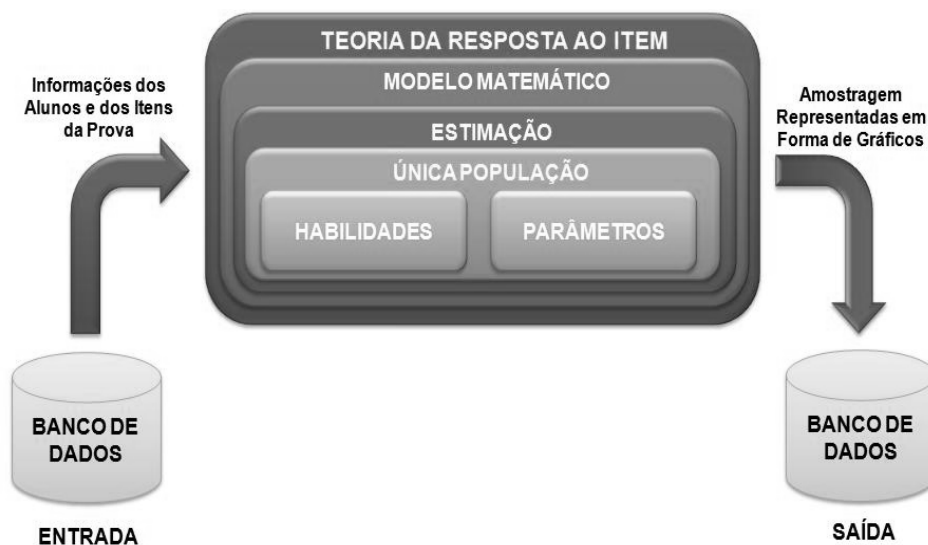 TEORIA DA RESPOSTA AO ITEM
MODELO MATEMÁTICO
ESTIMAÇÃO
ÚNICA POPULAÇÃO
HABILIDADES
PARÂMETROS
Informações dos
Alunos e dos Itens
da Prova
Amostragem
Representadas em
Forma de Gráficos
BANCO DE
DADOS
ENTRADA
BANCO DE
DADOS
SAÍDA